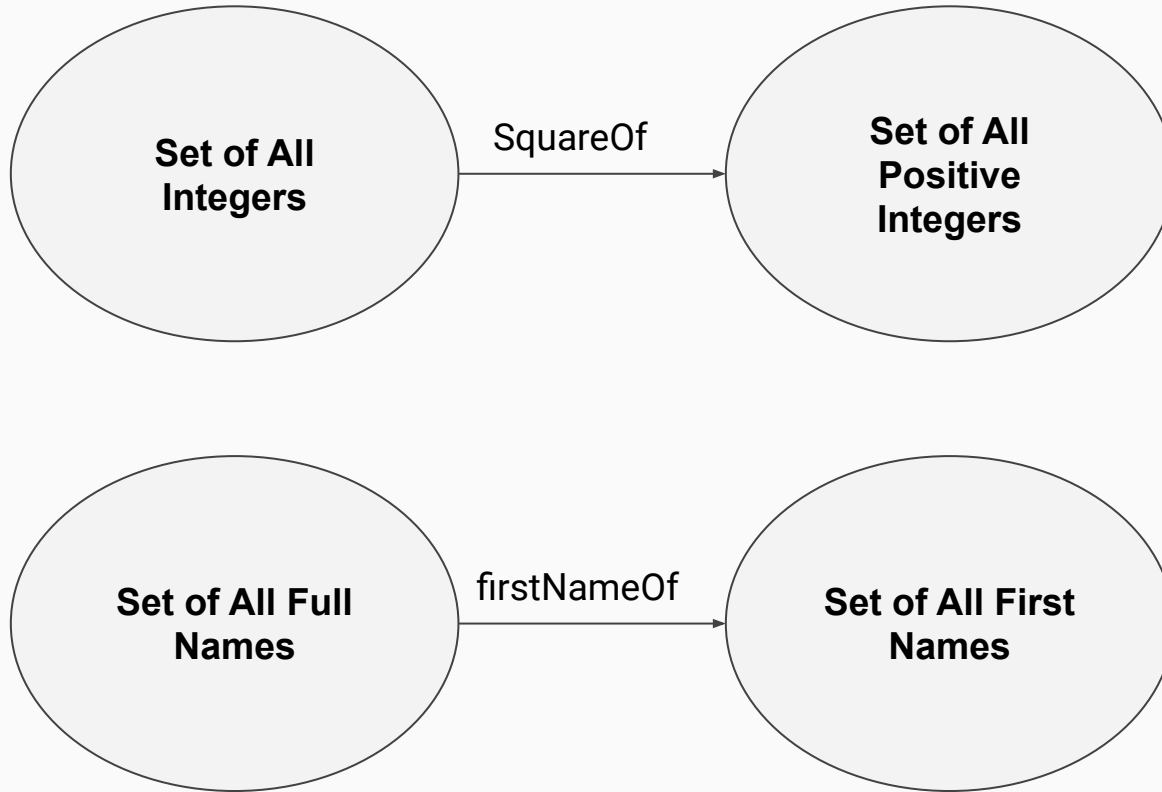 Set of All
Integers
SquareOf
Set of All
Positive
Integers
Set of All Full
Names
firstNameOf
Set of All First
Names